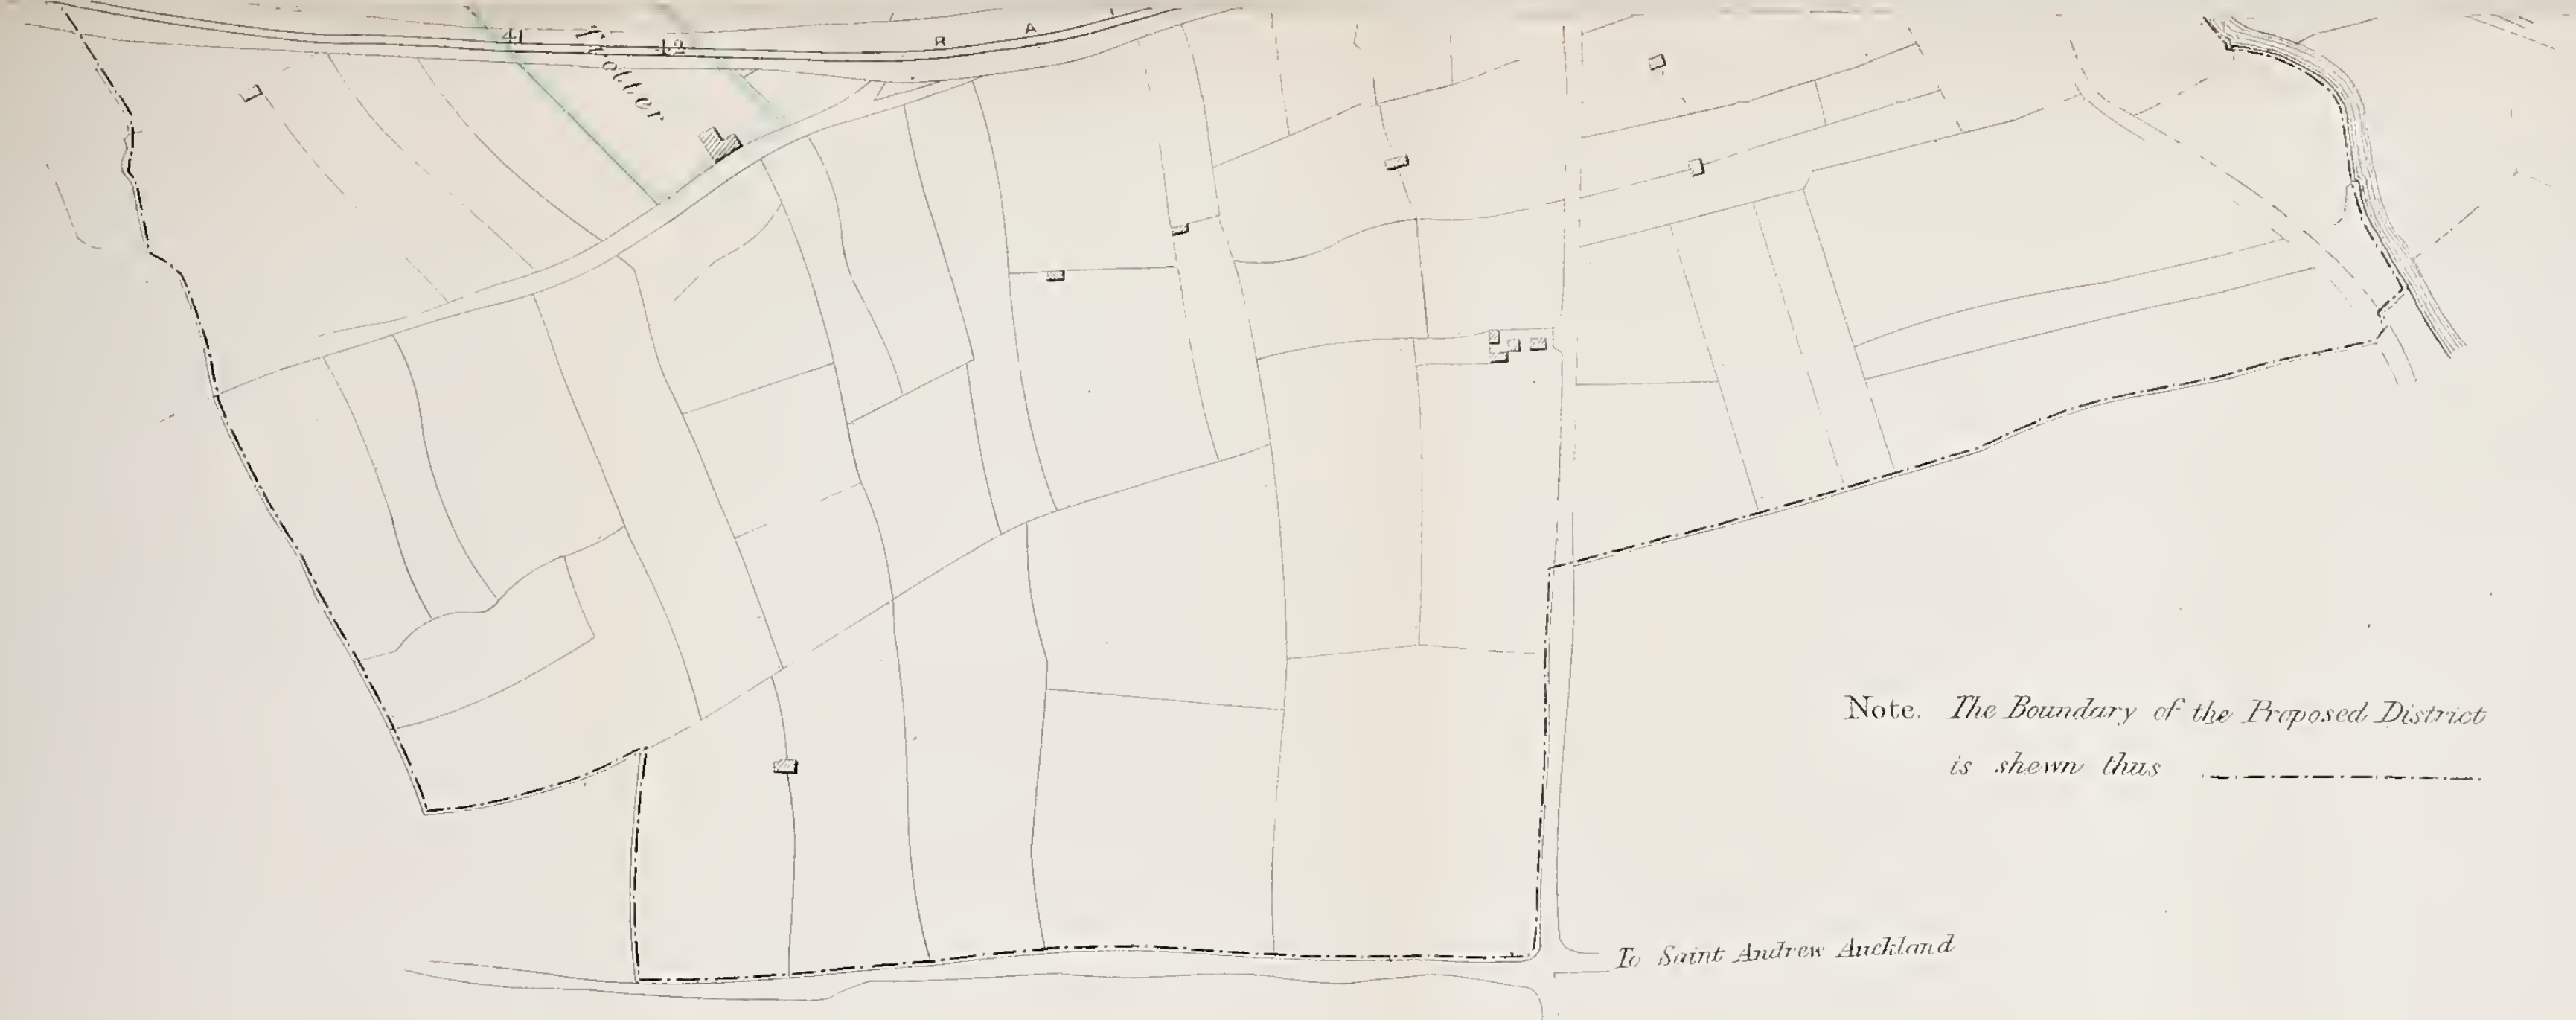 41
42
R
A
Trotter
Note. The Boundary of the Proposed District
is shewn thus
To Saint Andrew Auckland